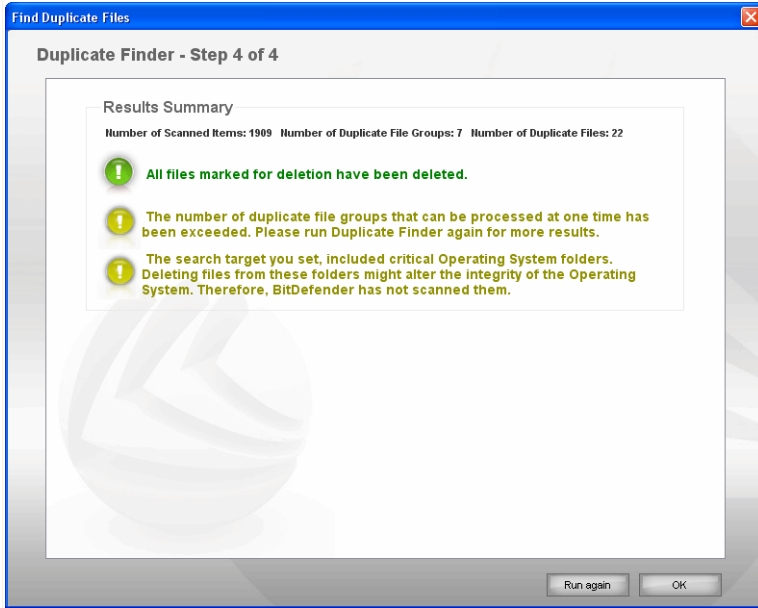 Find Duplicate Files
Duplicate Finder - Step 4 of 4
Results Summary
Number of Scanned Items: 1909 Number of Duplicate File Groups: 7 Number of Duplicate Files: 22
All files marked for deletion have been deleted.
The number of duplicate file groups that can be processed at one time has
been exceeded. Please run Duplicate Finder again for more results.
The search target you set, included critical Operating System folders.
Deleting files from these folders might alter the integrity of the Operating
System. Therefore, BitDefender has not scanned them.
Run again OK